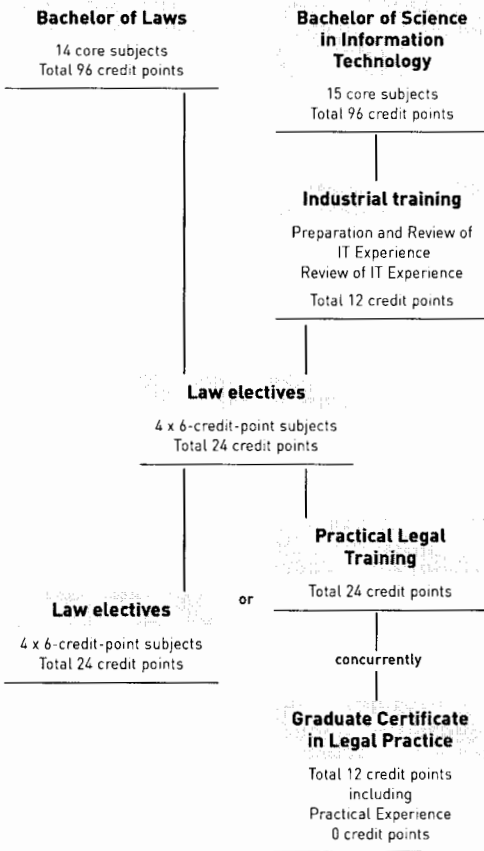 Bachelor of Laws
14 core subjects
Total 96 credit points
Bachelor of Science
in Information
Technology
15 core subjects
Total 96 credit points
Industrial training
Preparation and Review of
IT Experience
Review of IT Experience
Total 12 credit points
Law electives
4 x 6-credit-point subjects
Total 24 credit points
Law electives
4 x 6-credit-point subjects
Total 24 credit points
or
Practical Legal
Training
Total 24 credit points
concurrently
Graduate Certificate
in Legal Practice
Total 12 credit points
including
Practical Experience
0 credit points